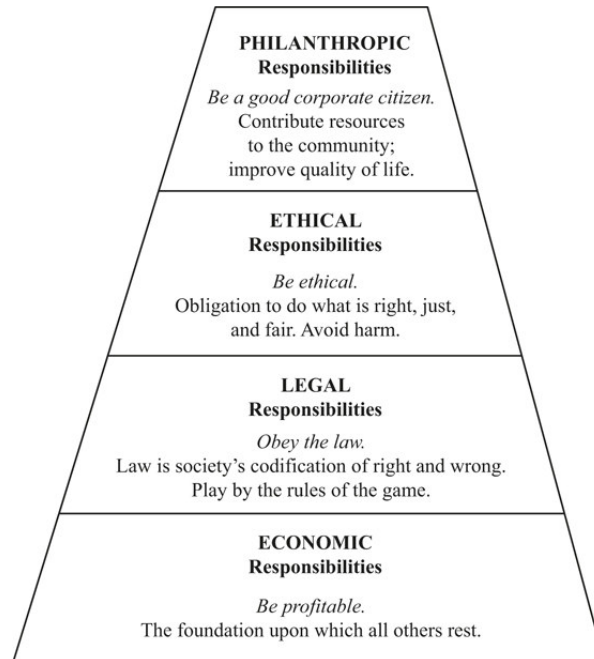 PHILANTHROPIC
Responsibilities
Be a good corporate citizen.
Contribute resources
to the community;
improve quality of life.
ETHICAL
Responsibilities
Be ethical.
Obligation to do what is right, just,
and fair. Avoid harm.
LEGAL
Responsibilities
Obey the law.
Law is society’s codification of right and wrong.
Play by the rules of the game.
ECONOMIC
Responsibilities
Be profitable.
The foundation upon which all others rest.